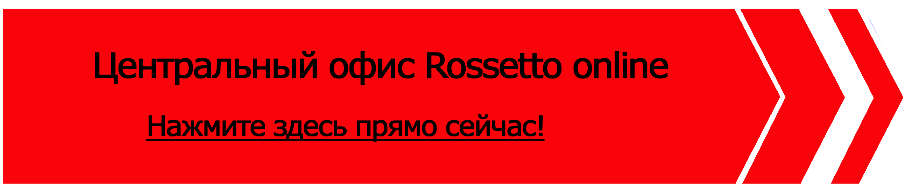 Центральный офис Rossetto online
Нажмите здесь прямо сейчас!